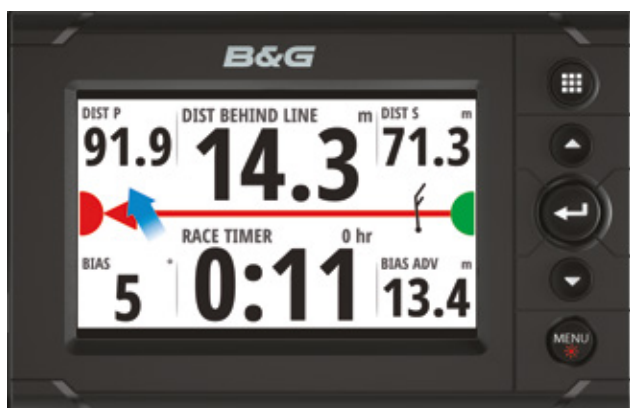 B&G
DIST P
91.9
DIST BEHIND LINE m
14.3
DIST S m
71.3
BIAS °
5
RACE TIMER 0 hr
0:11
BIAS ADV m
13.4
MENU